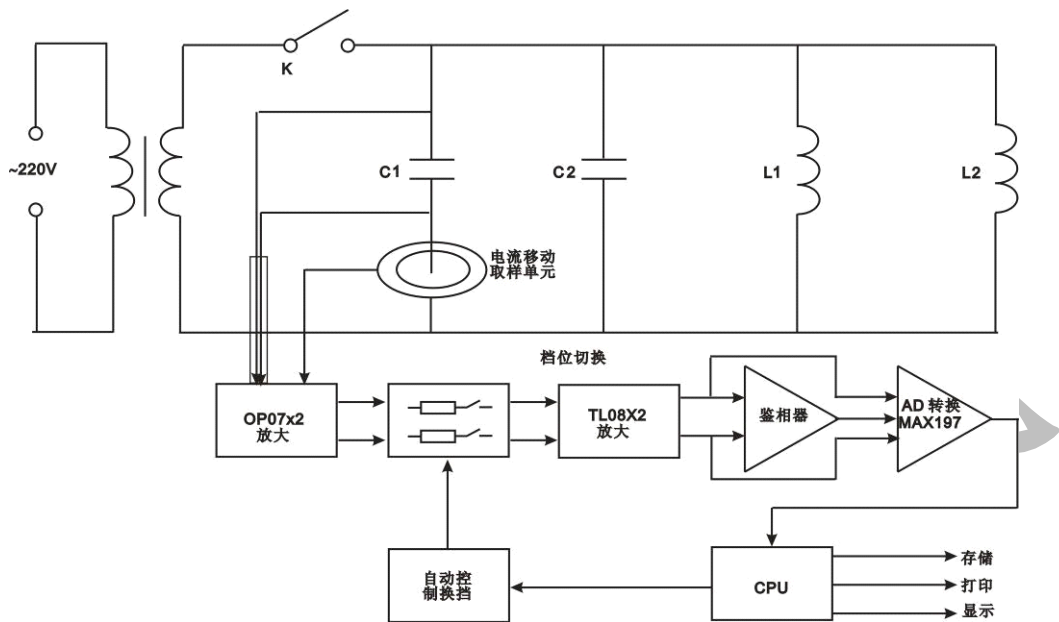 K
~220V
C1
C2
L1
L2
电流移动
取样单元
档位切换
OP07x2
放大
TL08X2
放大
鉴相器
AD 转换
MAX197
自动控
制换挡
CPU
存储
打印
显示